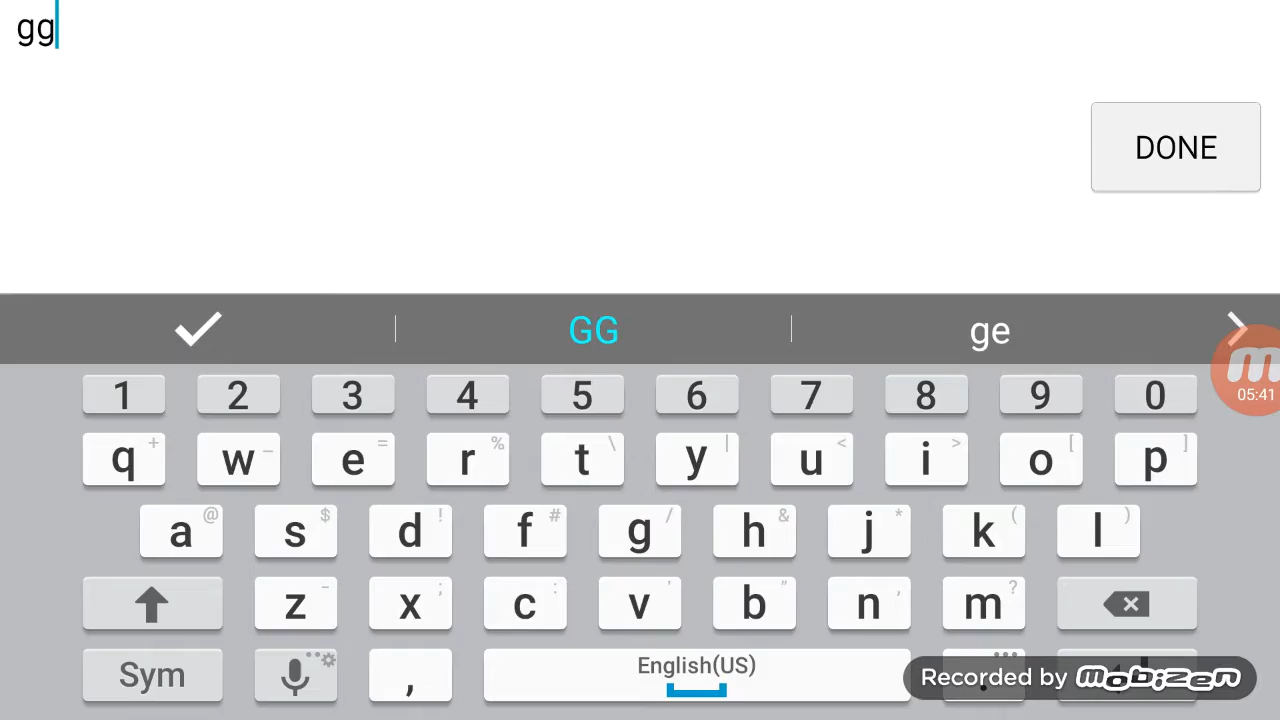 gg
DONE
GG ge
05:41
1 2 3 4 5 6 7 8 9 0
q + w _ e = r % t \ y | u < i > o [ p ]
a @ s $ d ! f # g / h & j * k ( l )
z - x ; c : v ' b " n , m ?
Sym , English(US) .
Recorded by mobizen